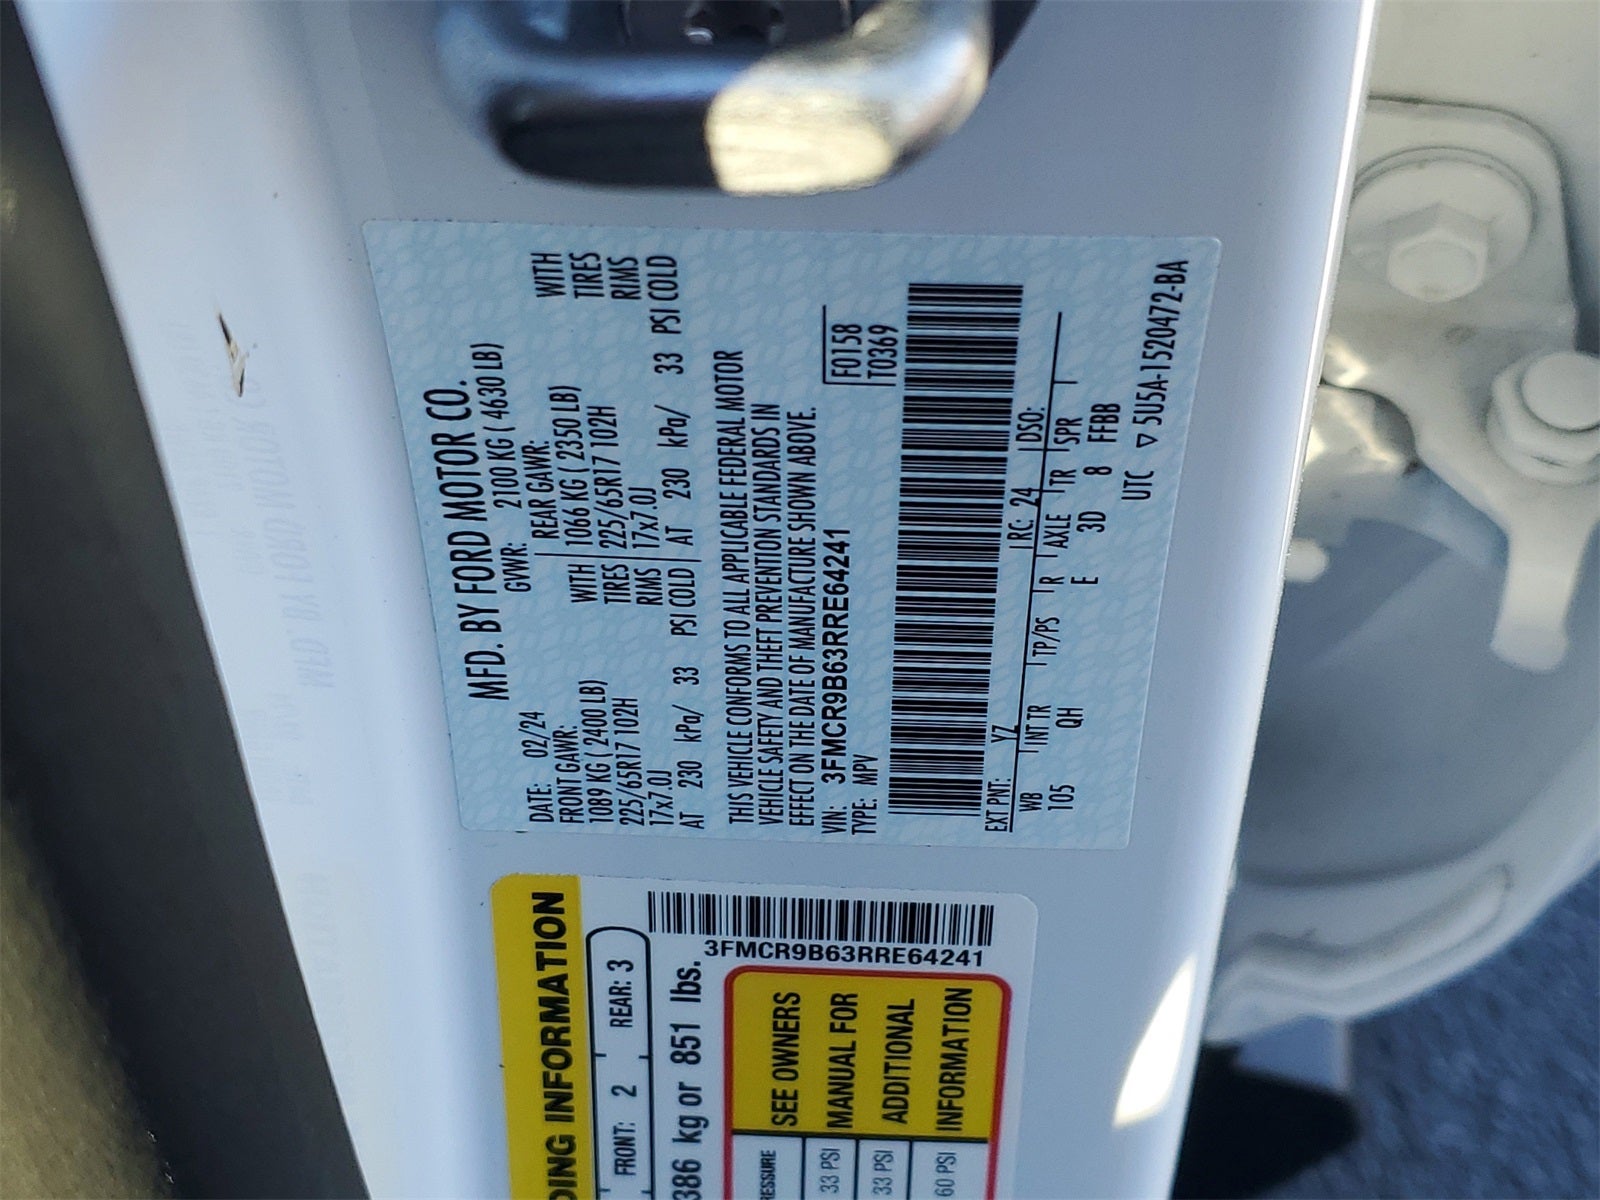 MFD. BY FORD MOTOR CO.
DATE: 02/24 GVWR: 2100 KG ( 4630 LB)
FRONT GAWR: REAR GAWR:
1089 KG ( 2400 LB) WITH 1066 KG ( 2350 LB) WITH
225/65R17 102H TIRES 225/65R17 102H TIRES
17x7.0J RIMS 17x7.0J RIMS
AT 230 kPa/ 33 PSI COLD AT 230 kPa/ 33 PSI COLD
THIS VEHICLE CONFORMS TO ALL APPLICABLE FEDERAL MOTOR
VEHICLE SAFETY AND THEFT PREVENTION STANDARDS IN
EFFECT ON THE DATE OF MANUFACTURE SHOWN ABOVE.
VIN: 3FMCR9B63RRE64241 F0158
TYPE: MPV T0369
EXT PNT: YZ RC: 24 DSO:
WB INT TR TP/PS R AXLE TR SPR
105 QH E 3D 8 FFBB
UTC ▽ 5U5A-1520472-BA
DING INFORMATION
FRONT: 2 REAR: 3
386 kg or 851 lbs.
3FMCR9B63RRE64241
RESSURE SEE OWNERS
33 PSI MANUAL FOR
33 PSI ADDITIONAL
60 PSI INFORMATION